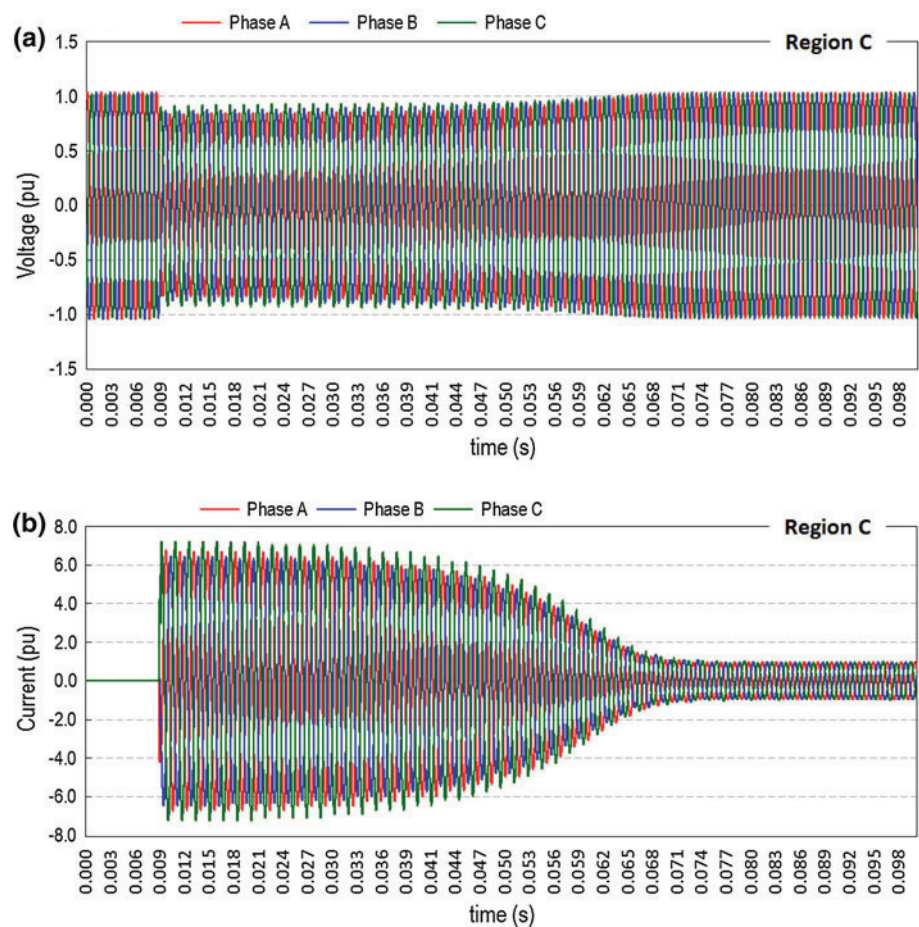 (a)
Phase A Phase B Phase C
Region C
1.5
1.0
0.5
0.0
-0.5
-1.0
-1.5
Voltage (pu)
0.000 0.003 0.006 0.009 0.012 0.015 0.018 0.021 0.024 0.027 0.030 0.033 0.036 0.039 0.041 0.044 0.047 0.050 0.053 0.056 0.059 0.062 0.065 0.068 0.071 0.074 0.077 0.080 0.083 0.086 0.089 0.092 0.095 0.098
time (s)
(b)
Phase A Phase B Phase C
Region C
8.0
6.0
4.0
2.0
0.0
-2.0
-4.0
-6.0
-8.0
Current (pu)
0.000 0.003 0.006 0.009 0.012 0.015 0.018 0.021 0.024 0.027 0.030 0.033 0.036 0.039 0.041 0.044 0.047 0.050 0.053 0.056 0.059 0.062 0.065 0.068 0.071 0.074 0.077 0.080 0.083 0.086 0.089 0.092 0.095 0.098
time (s)